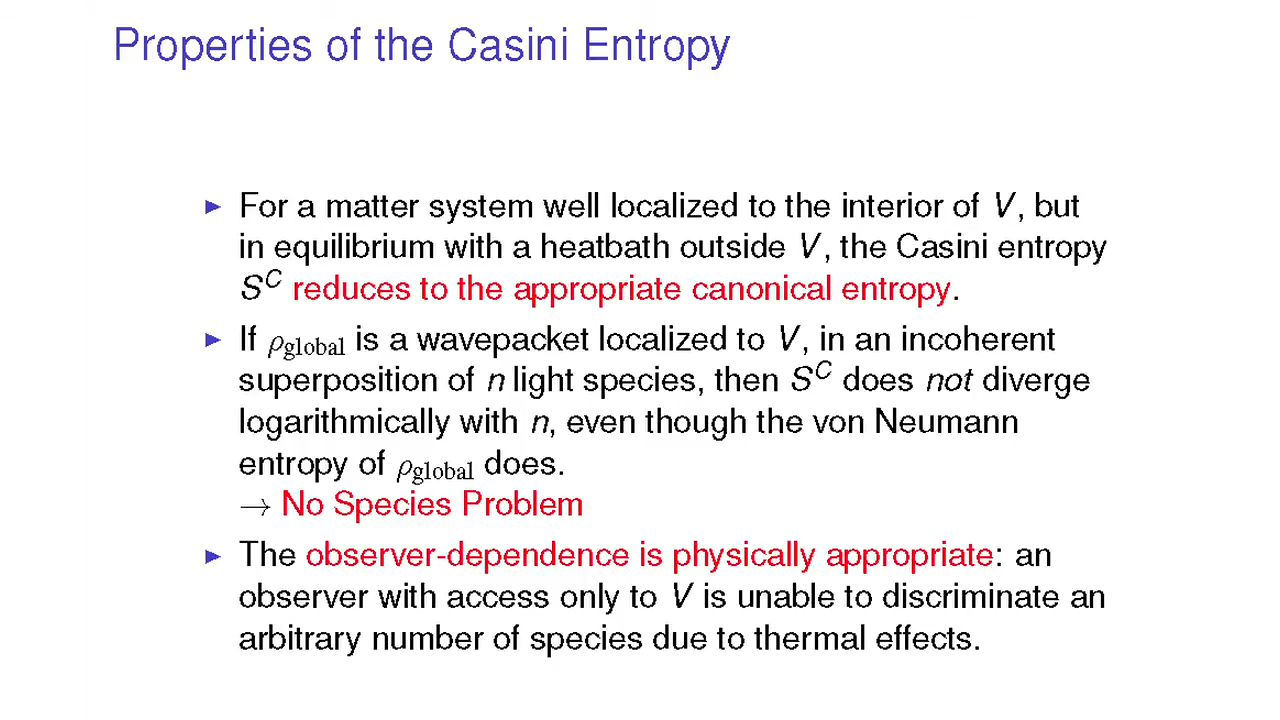 Properties of the Casini Entropy
▶ For a matter system well localized to the interior of V, but
in equilibrium with a heatbath outside V, the Casini entropy
S^C reduces to the appropriate canonical entropy.
▶ If ρ_global is a wavepacket localized to V, in an incoherent
superposition of n light species, then S^C does not diverge
logarithmically with n, even though the von Neumann
entropy of ρ_global does.
→ No Species Problem
▶ The observer-dependence is physically appropriate: an
observer with access only to V is unable to discriminate an
arbitrary number of species due to thermal effects.